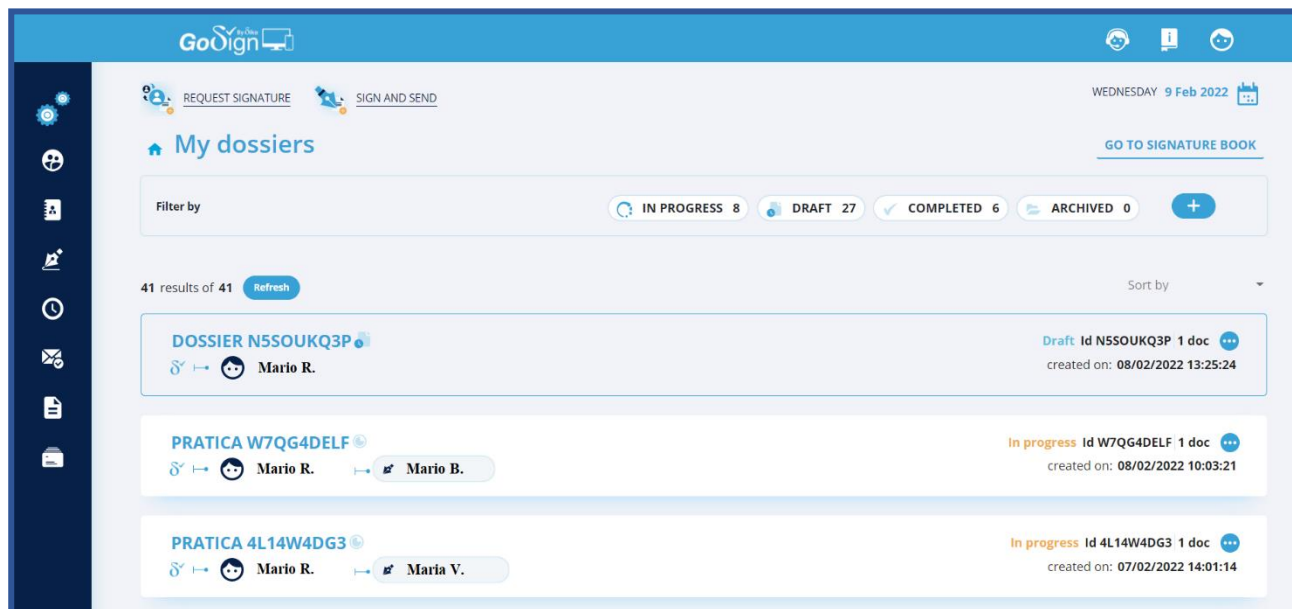 GoSign
REQUEST SIGNATURE SIGN AND SEND
WEDNESDAY 9 Feb 2022
My dossiers
GO TO SIGNATURE BOOK
Filter by IN PROGRESS 8 DRAFT 27 COMPLETED 6 ARCHIVED 0 +
41 results of 41 Refresh
Sort by
DOSSIER N5SOUKQ3P
Draft Id N5SOUKQ3P 1 doc
Mario R.
created on: 08/02/2022 13:25:24
PRATICA W7QG4DELF
In progress Id W7QG4DELF 1 doc
Mario R. Mario B.
created on: 08/02/2022 10:03:21
PRATICA 4L14W4DG3
In progress Id 4L14W4DG3 1 doc
Mario R. Maria V.
created on: 07/02/2022 14:01:14